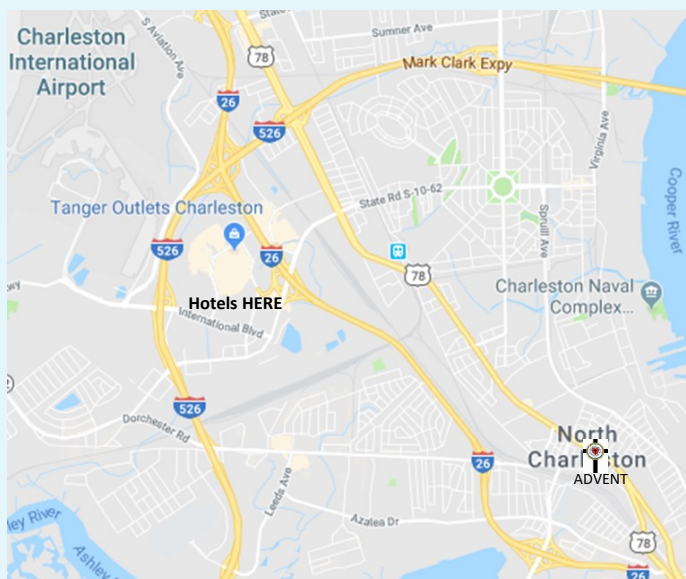 State
Sumner Ave
Charleston
International
Airport
S Aviation Ave
78
Mark Clark Expy
26
526
Virginia Ave
Cooper River
State Rd S-10-62
Spruill Ave
Tanger Outlets Charleston
526
26
78
Charleston Naval
Complex...
Hotels HERE
International Blvd
526
Dorchester Rd
North
Charleston
26
ADVENT
Leeds Ave
Azalea Dr
ley River
Ashley
78
26